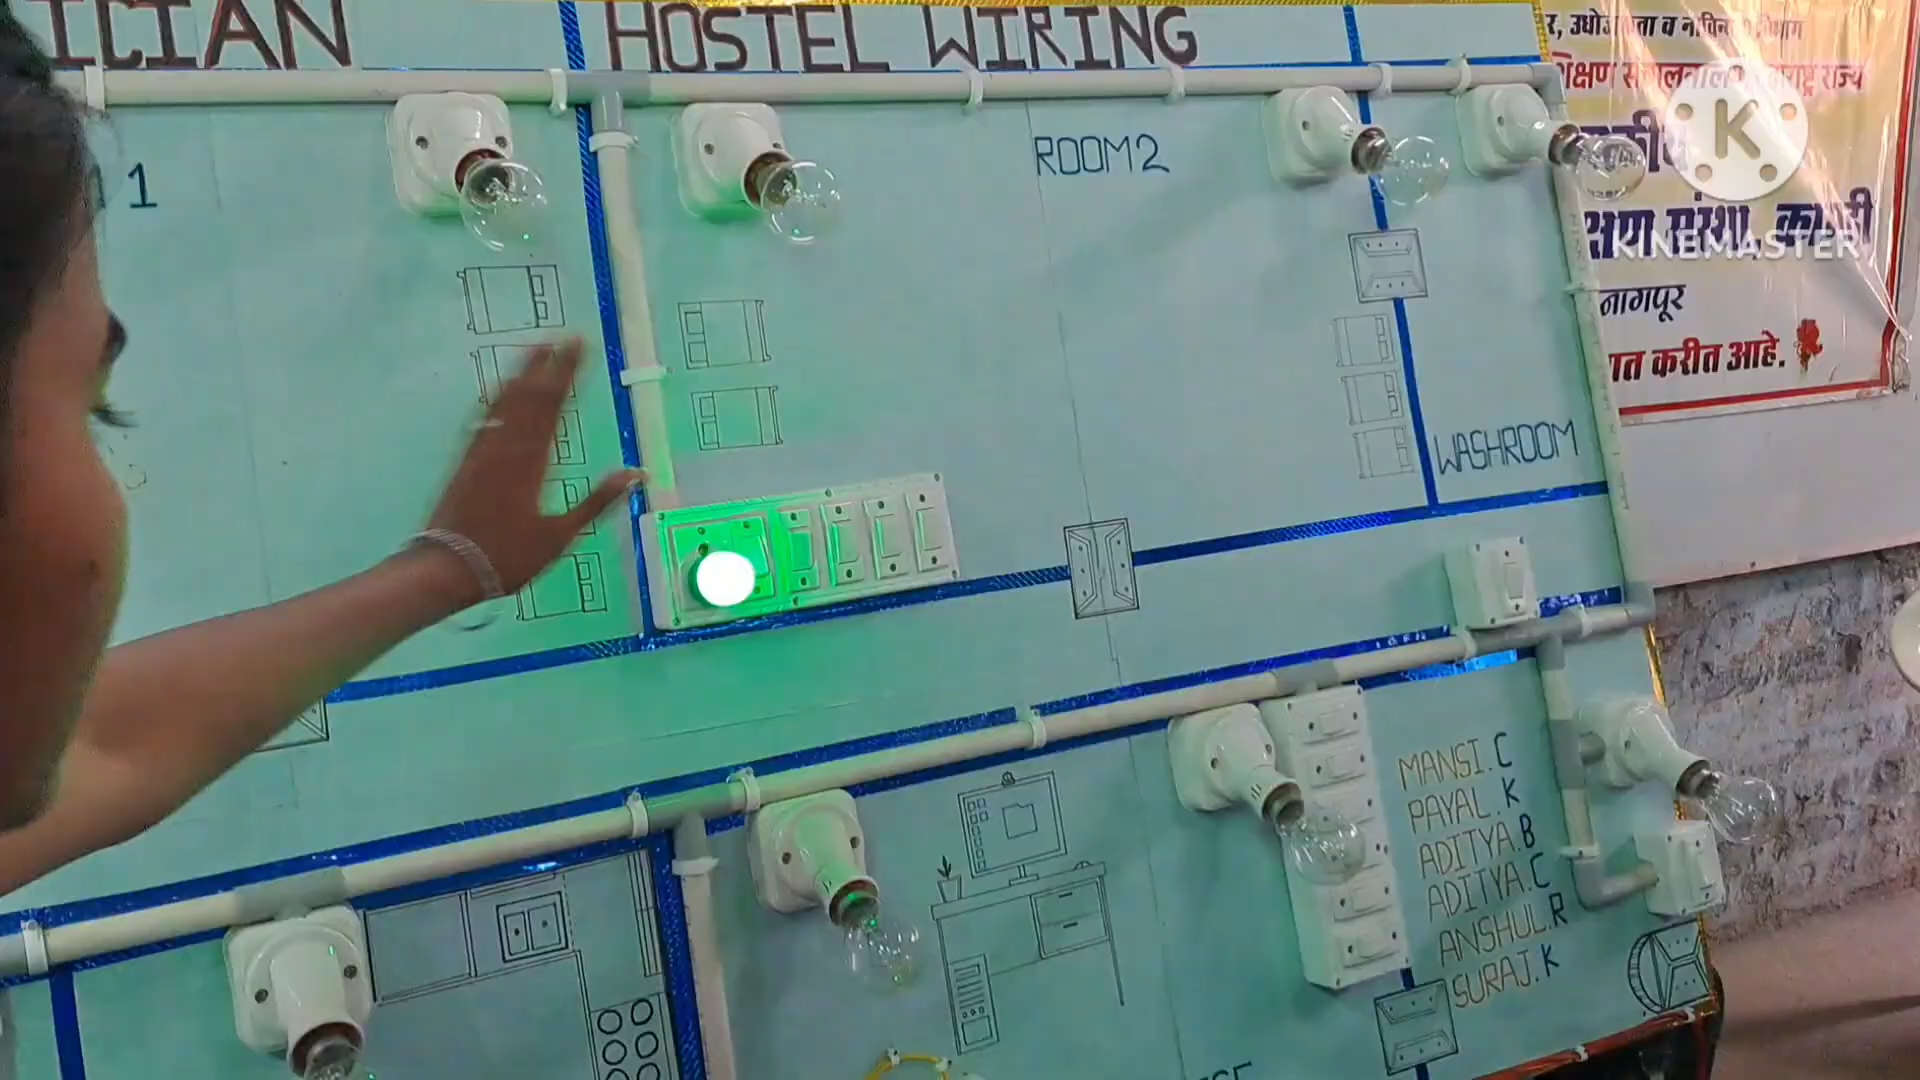 ICIAN HOSTEL WIRING
1
ROOM2
WASHROOM
MANSI.C
PAYAL.K
ADITYA.B
ADITYA.C
ANSHUL.R
SURAJ.K
व
राज्य
K
KINEMASTER
संस्था,
नागपूर
करीत आहे.